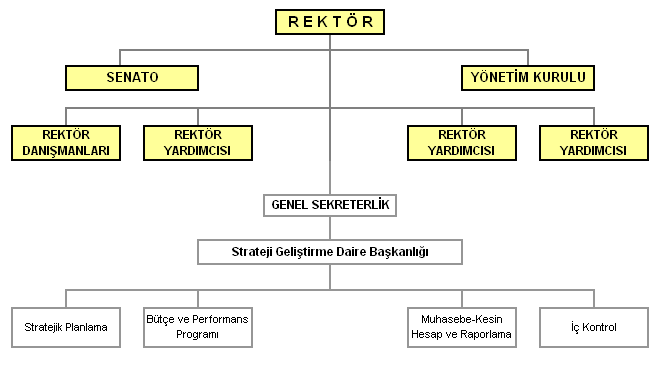 REKTÖR
SENATO
YÖNETİM KURULU
REKTÖR
DANIŞMANLARI
REKTÖR
YARDIMCISI
REKTÖR
YARDIMCISI
REKTÖR
YARDIMCISI
GENEL SEKRETERLİK
Strateji Geliştirme Daire Başkanlığı
Stratejik Planlama
Bütçe ve Performans
Programı
Muhasebe-Kesin
Hesap ve Raporlama
İç Kontrol